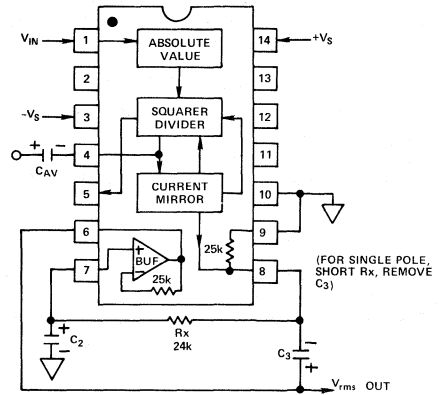 V_IN
1
ABSOLUTE
VALUE
14
+V_S
2
13
-V_S
3
SQUARER
DIVIDER
12
+ -
C_AV
4
11
5
CURRENT
MIRROR
10
6
9
25k
7
+
-
BUF
25k
8
(FOR SINGLE POLE,
SHORT Rx, REMOVE
C3)
+
-
C2
Rx
24k
C3
-
+
V_rms OUT